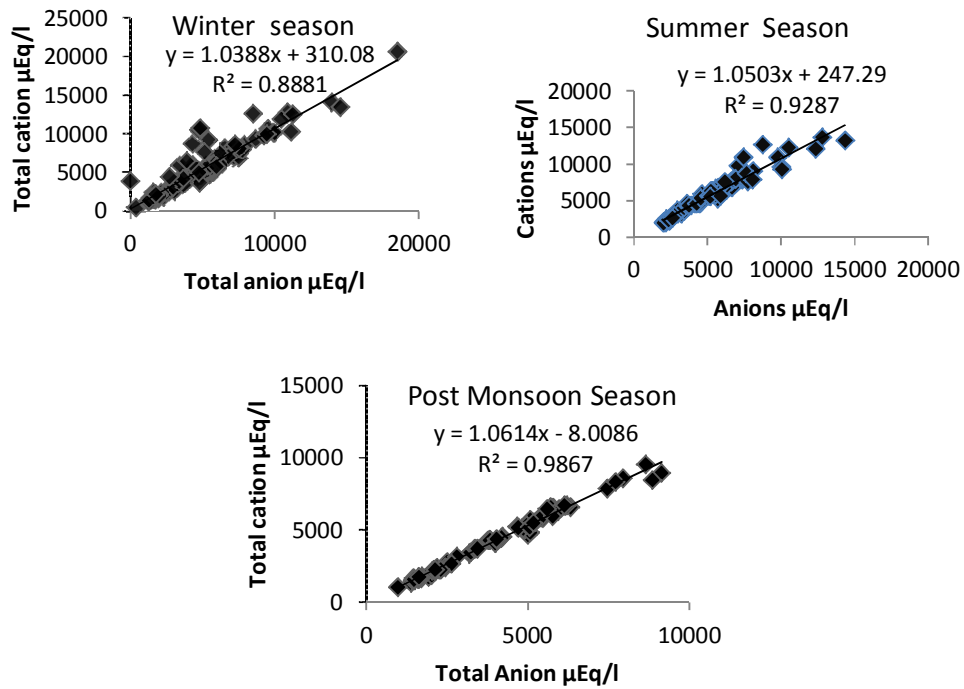 Winter season
y = 1.0388x + 310.08
R² = 0.8881
Total cation µEq/l
25000
20000
15000
10000
5000
0
0 10000 20000
Total anion µEq/l
Summer Season
y = 1.0503x + 247.29
R² = 0.9287
Cations µEq/l
20000
15000
10000
5000
0
0 5000 10000 15000 20000
Anions µEq/l
Post Monsoon Season
y = 1.0614x - 8.0086
R² = 0.9867
Total cation µEq/l
15000
10000
5000
0
0 5000 10000
Total Anion µEq/l